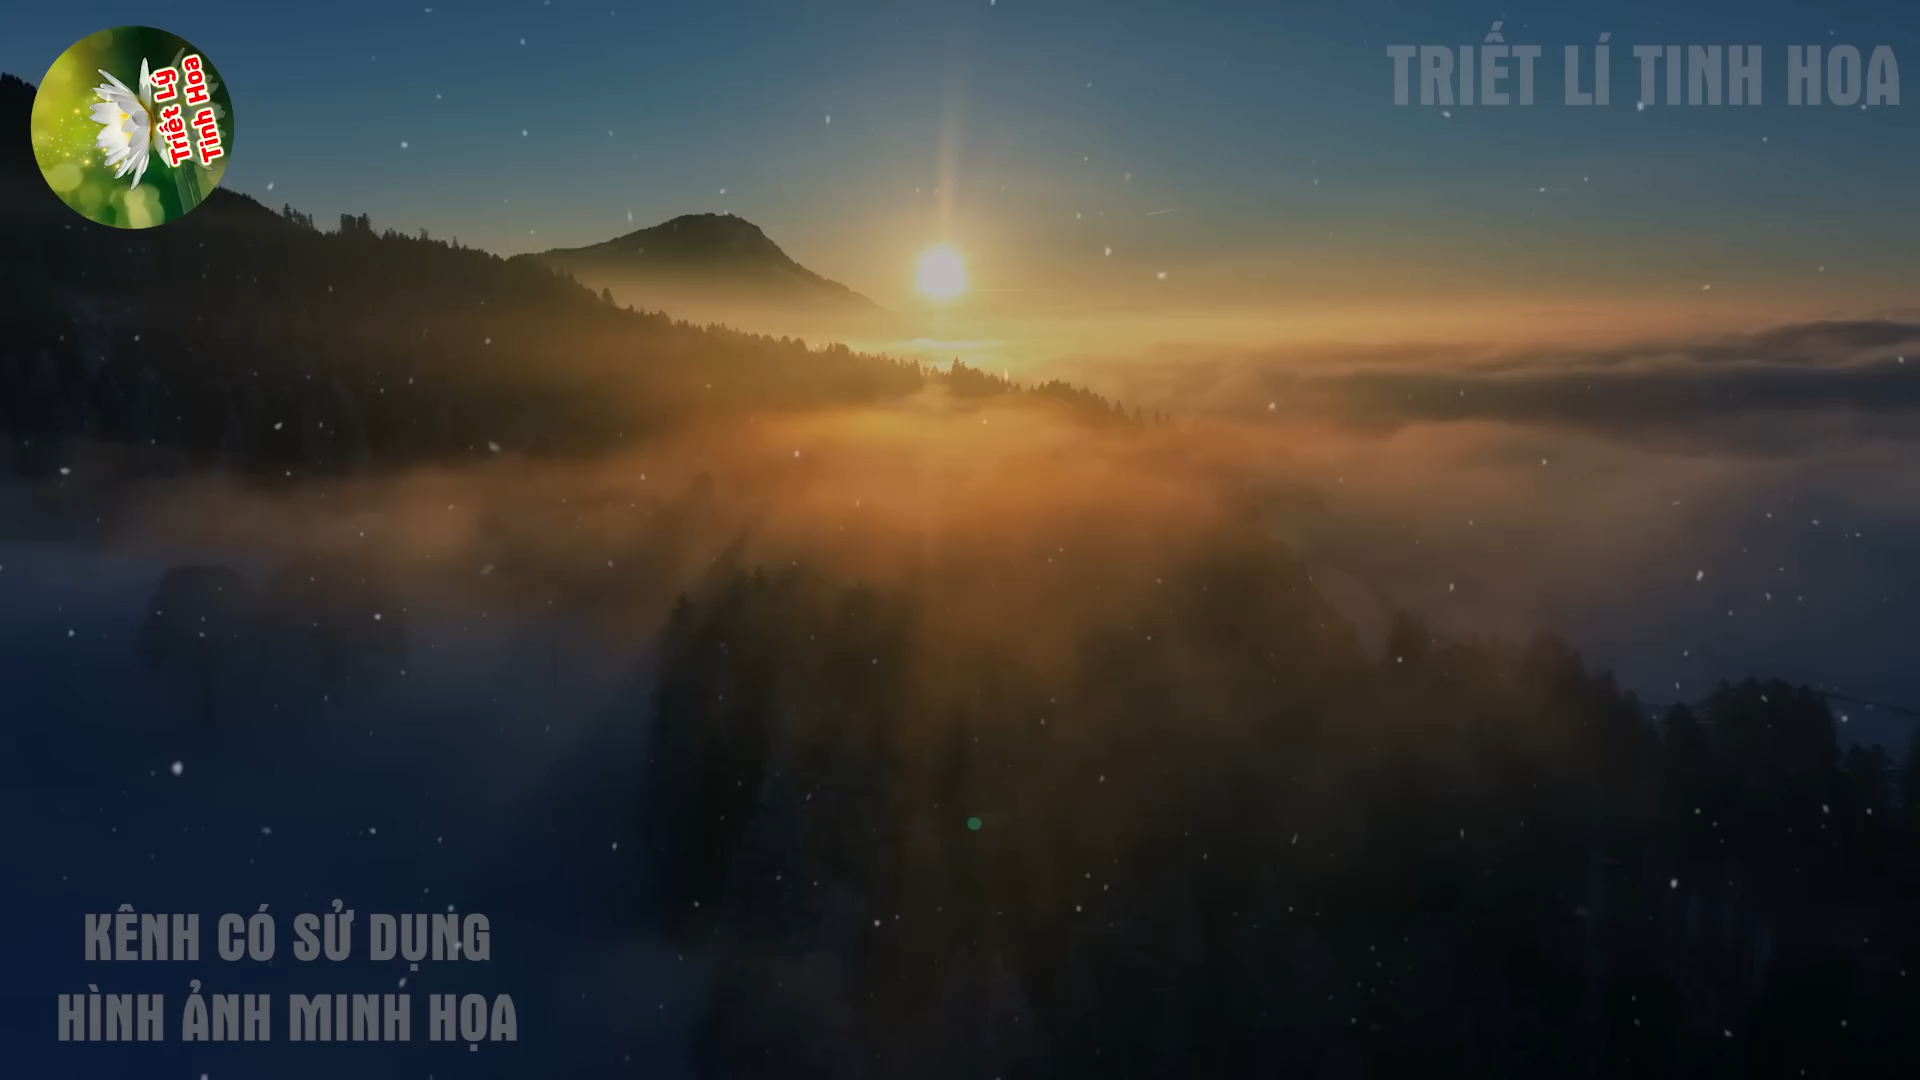 Triết Lý
Tinh Hoa
TRIẾT LÍ TINH HOA
KÊNH CÓ SỬ DỤNG
HÌNH ẢNH MINH HỌA